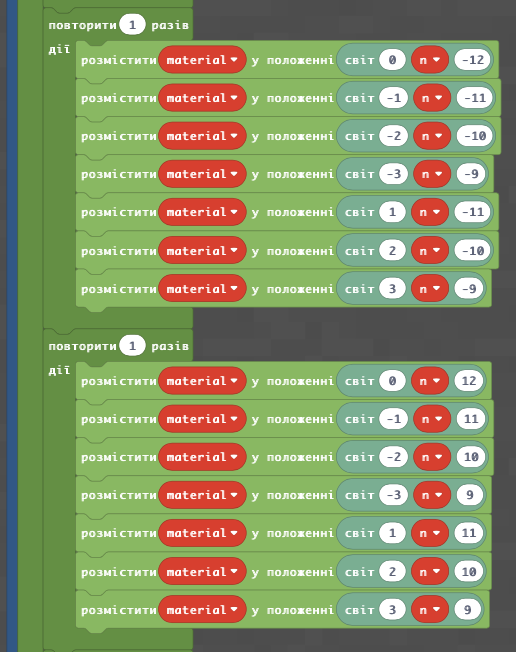 повторити 1 разів
дії
розмістити material у положенні світ 0 n -12
розмістити material у положенні світ -1 n -11
розмістити material у положенні світ -2 n -10
розмістити material у положенні світ -3 n -9
розмістити material у положенні світ 1 n -11
розмістити material у положенні світ 2 n -10
розмістити material у положенні світ 3 n -9
повторити 1 разів
дії
розмістити material у положенні світ 0 n 12
розмістити material у положенні світ -1 n 11
розмістити material у положенні світ -2 n 10
розмістити material у положенні світ -3 n 9
розмістити material у положенні світ 1 n 11
розмістити material у положенні світ 2 n 10
розмістити material у положенні світ 3 n 9